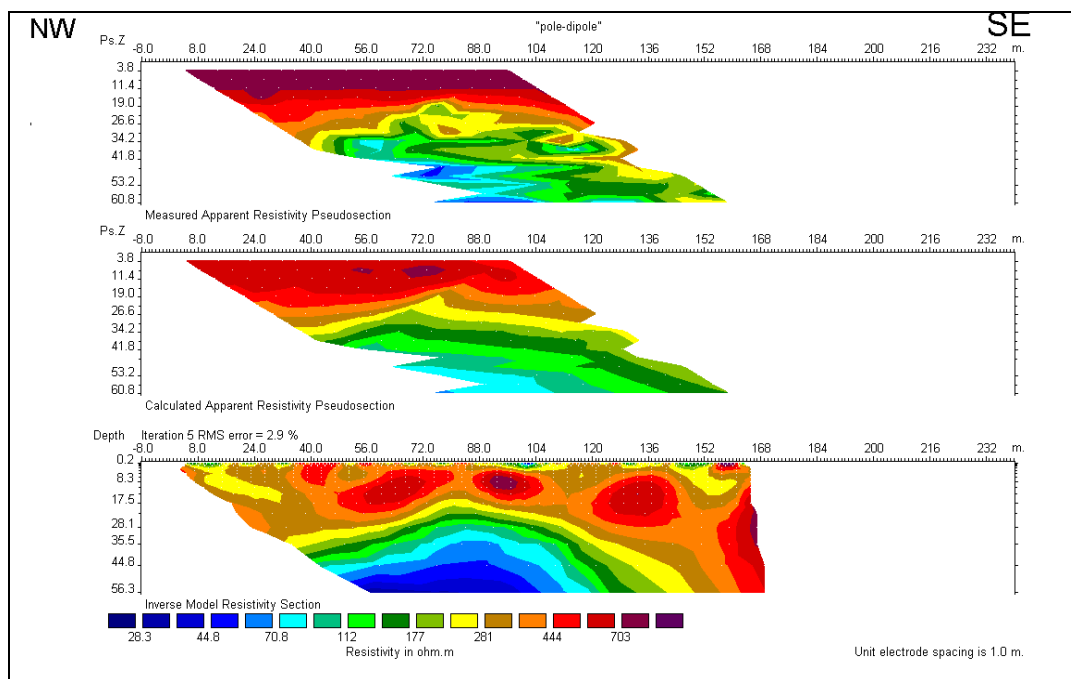 NW "pole-dipole" SE
Ps.Z
-8.0 8.0 24.0 40.0 56.0 72.0 88.0 104 120 136 152 168 184 200 216 232 m.
3.8
11.4
19.0
26.6
34.2
41.8
53.2
60.8
Measured Apparent Resistivity Pseudosection
Ps.Z
-8.0 8.0 24.0 40.0 56.0 72.0 88.0 104 120 136 152 168 184 200 216 232 m.
3.8
11.4
19.0
26.6
34.2
41.8
53.2
60.8
Calculated Apparent Resistivity Pseudosection
Depth Iteration 5 RMS error = 2.9 %
-8.0 8.0 24.0 40.0 56.0 72.0 88.0 104 120 136 152 168 184 200 216 232 m.
0.2
8.3
17.5
28.1
35.5
44.8
56.3
Inverse Model Resistivity Section
28.3 44.8 70.8 112 177 281 444 703
Resistivity in ohm.m Unit electrode spacing is 1.0 m.